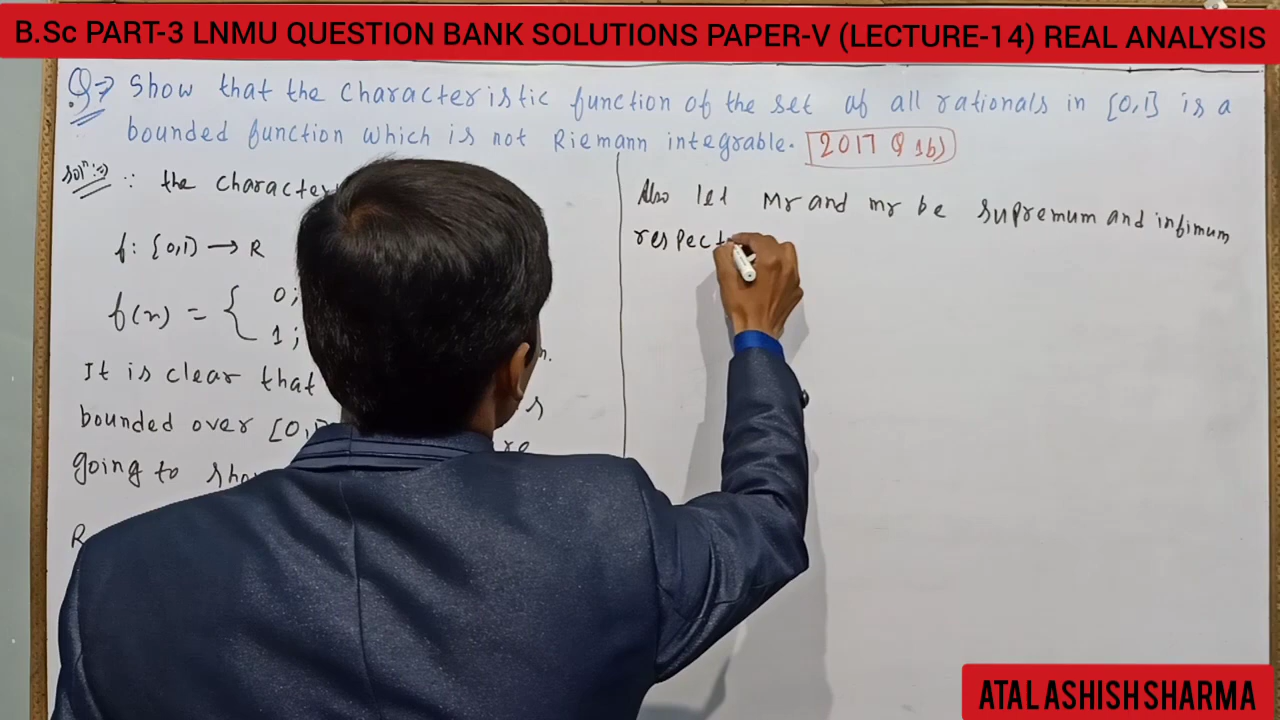 B.Sc PART-3 LNMU QUESTION BANK SOLUTIONS PAPER-V (LECTURE-14) REAL ANALYSIS
Q→ Show that the characteristic function of the set of all rationals in [0,1] is a
bounded function which is not Riemann integrable. 2017 Q 1b)
Solⁿ:→ ∵ the character
f: [0,1] → R
f(x) = { 0;
1;
It is clear that
bounded over [0,1]
going to sho
R
Also let Mr and mr be supremum and infimum
respect
ATAL ASHISH SHARMA